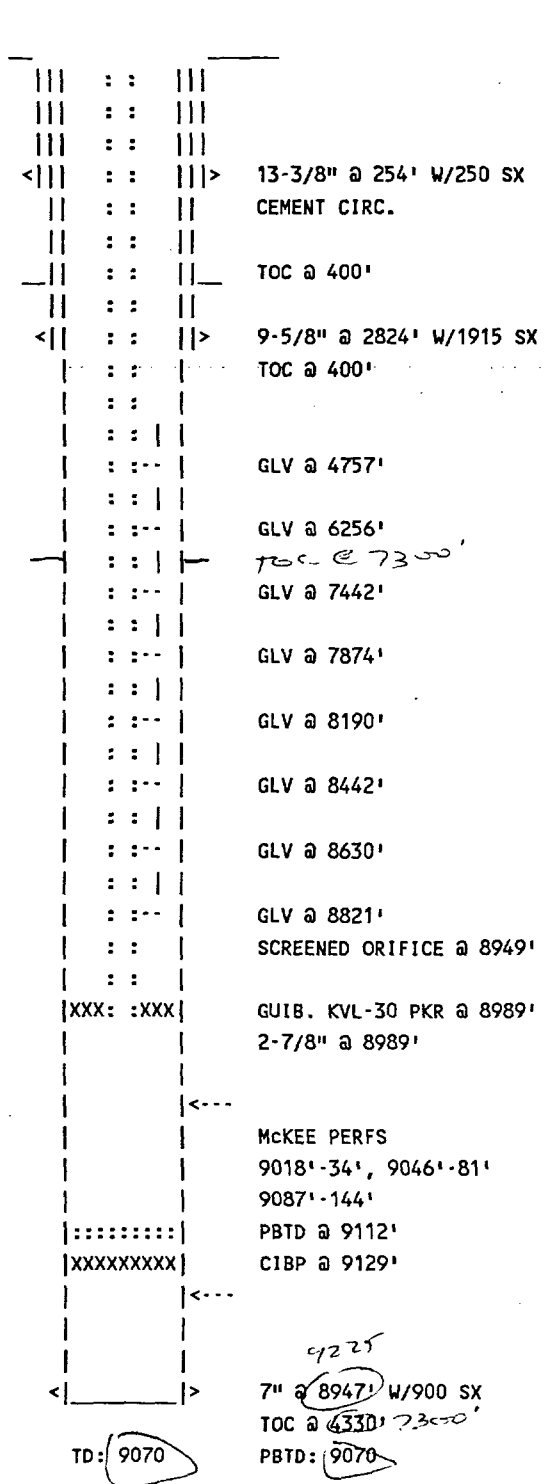 13-3/8" @ 254' W/250 SX
CEMENT CIRC.
TOC @ 400'
9-5/8" @ 2824' W/1915 SX
TOC @ 400'
GLV @ 4757'
GLV @ 6256'
TOC @ 7300'
GLV @ 7442'
GLV @ 7874'
GLV @ 8190'
GLV @ 8442'
GLV @ 8630'
GLV @ 8821'
SCREENED ORIFICE @ 8949'
XXX: :XXX GUIB. KVL-30 PKR @ 8989'
2-7/8" @ 8989'
McKEE PERFS
9018'-34', 9046'-81'
9087'-144'
PBTD @ 9112'
XXXXXXXXX CIBP @ 9129'
9225
7" @ 8947' W/900 SX
TOC @ 4330' 7300'
TD: 9070 PBTD: 9070